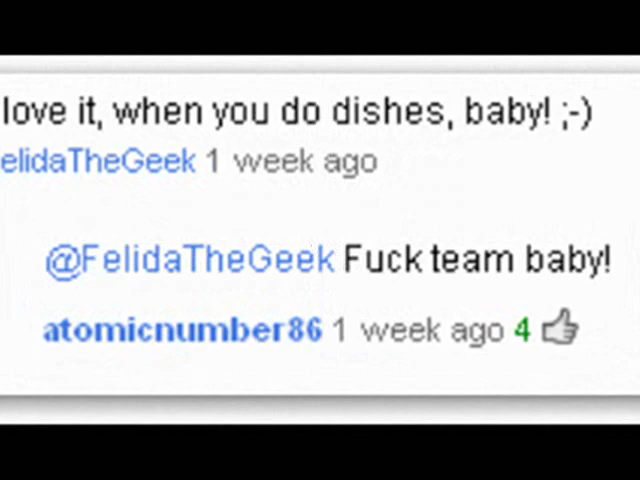 love it, when you do dishes, baby! ;-)
elidaTheGeek 1 week ago
@FelidaTheGeek Fuck team baby!
atomicnumber86 1 week ago 4